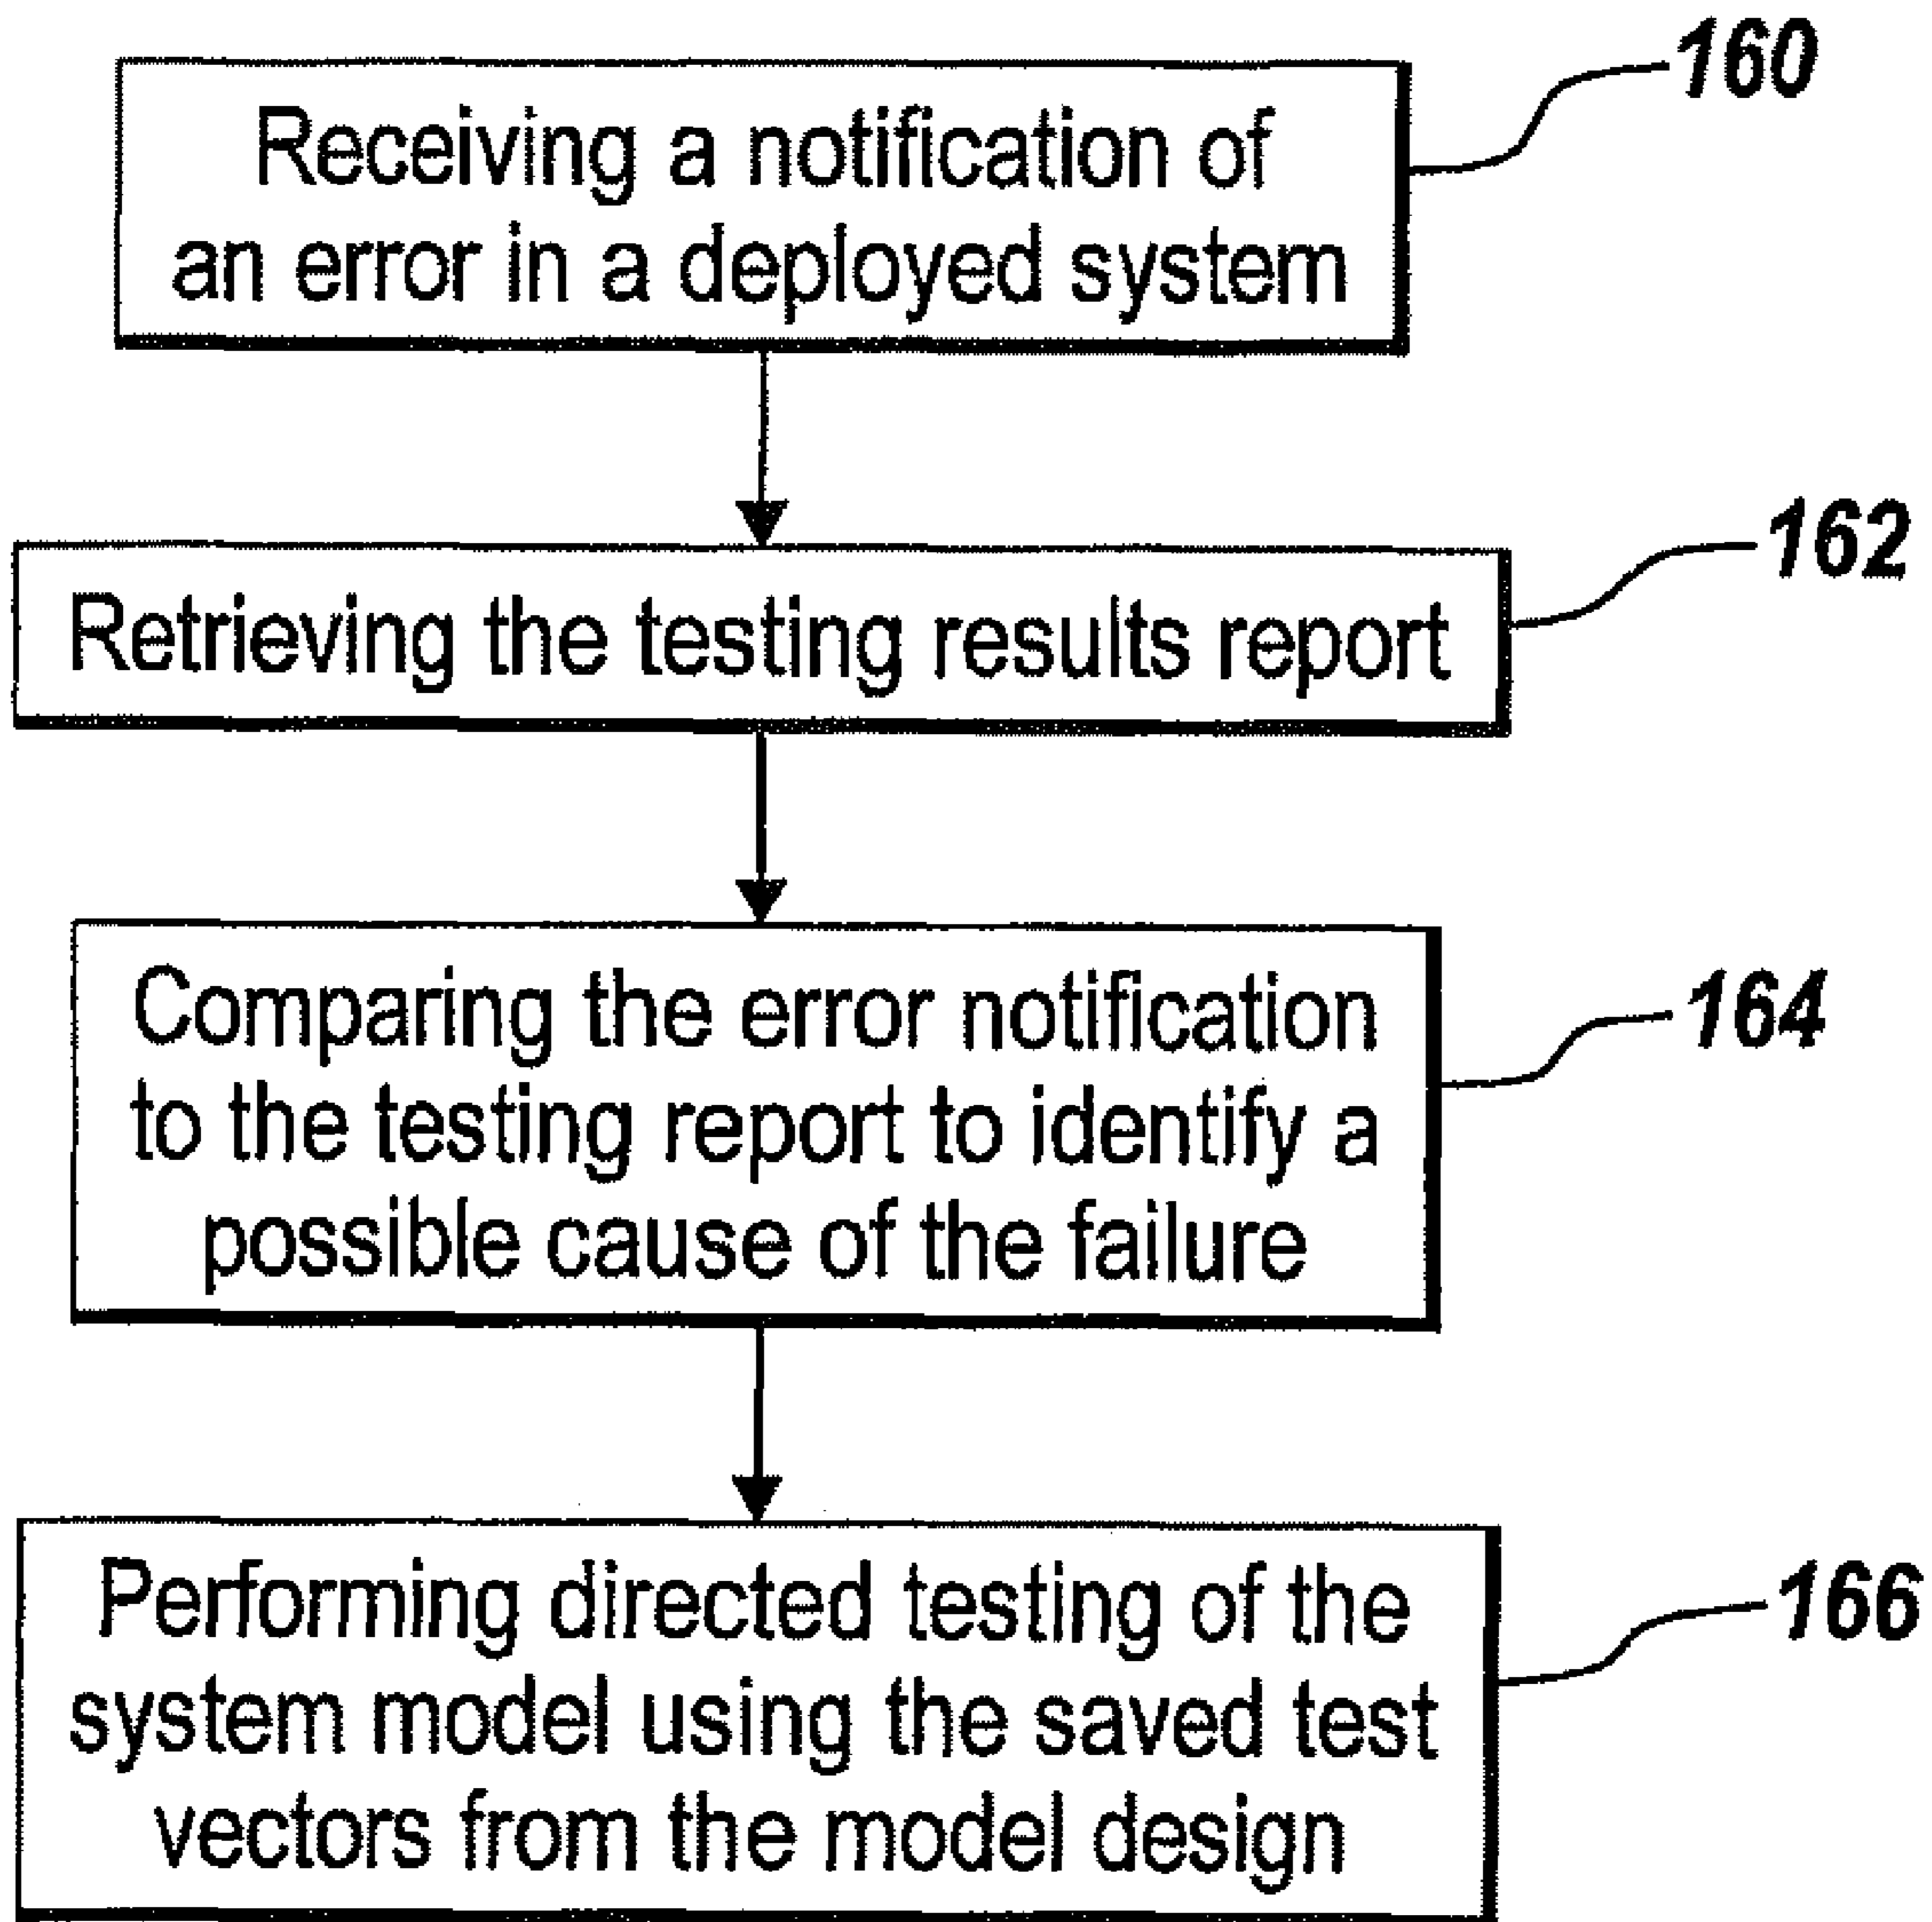 160
Receiving a notification of
an error in a deployed system
162
Retrieving the testing results report
Comparing the error notification
164
to the testing report to identify a
possible cause of the failure
Performing directed testing of the
166
system model using the saved test
vectors from the model design